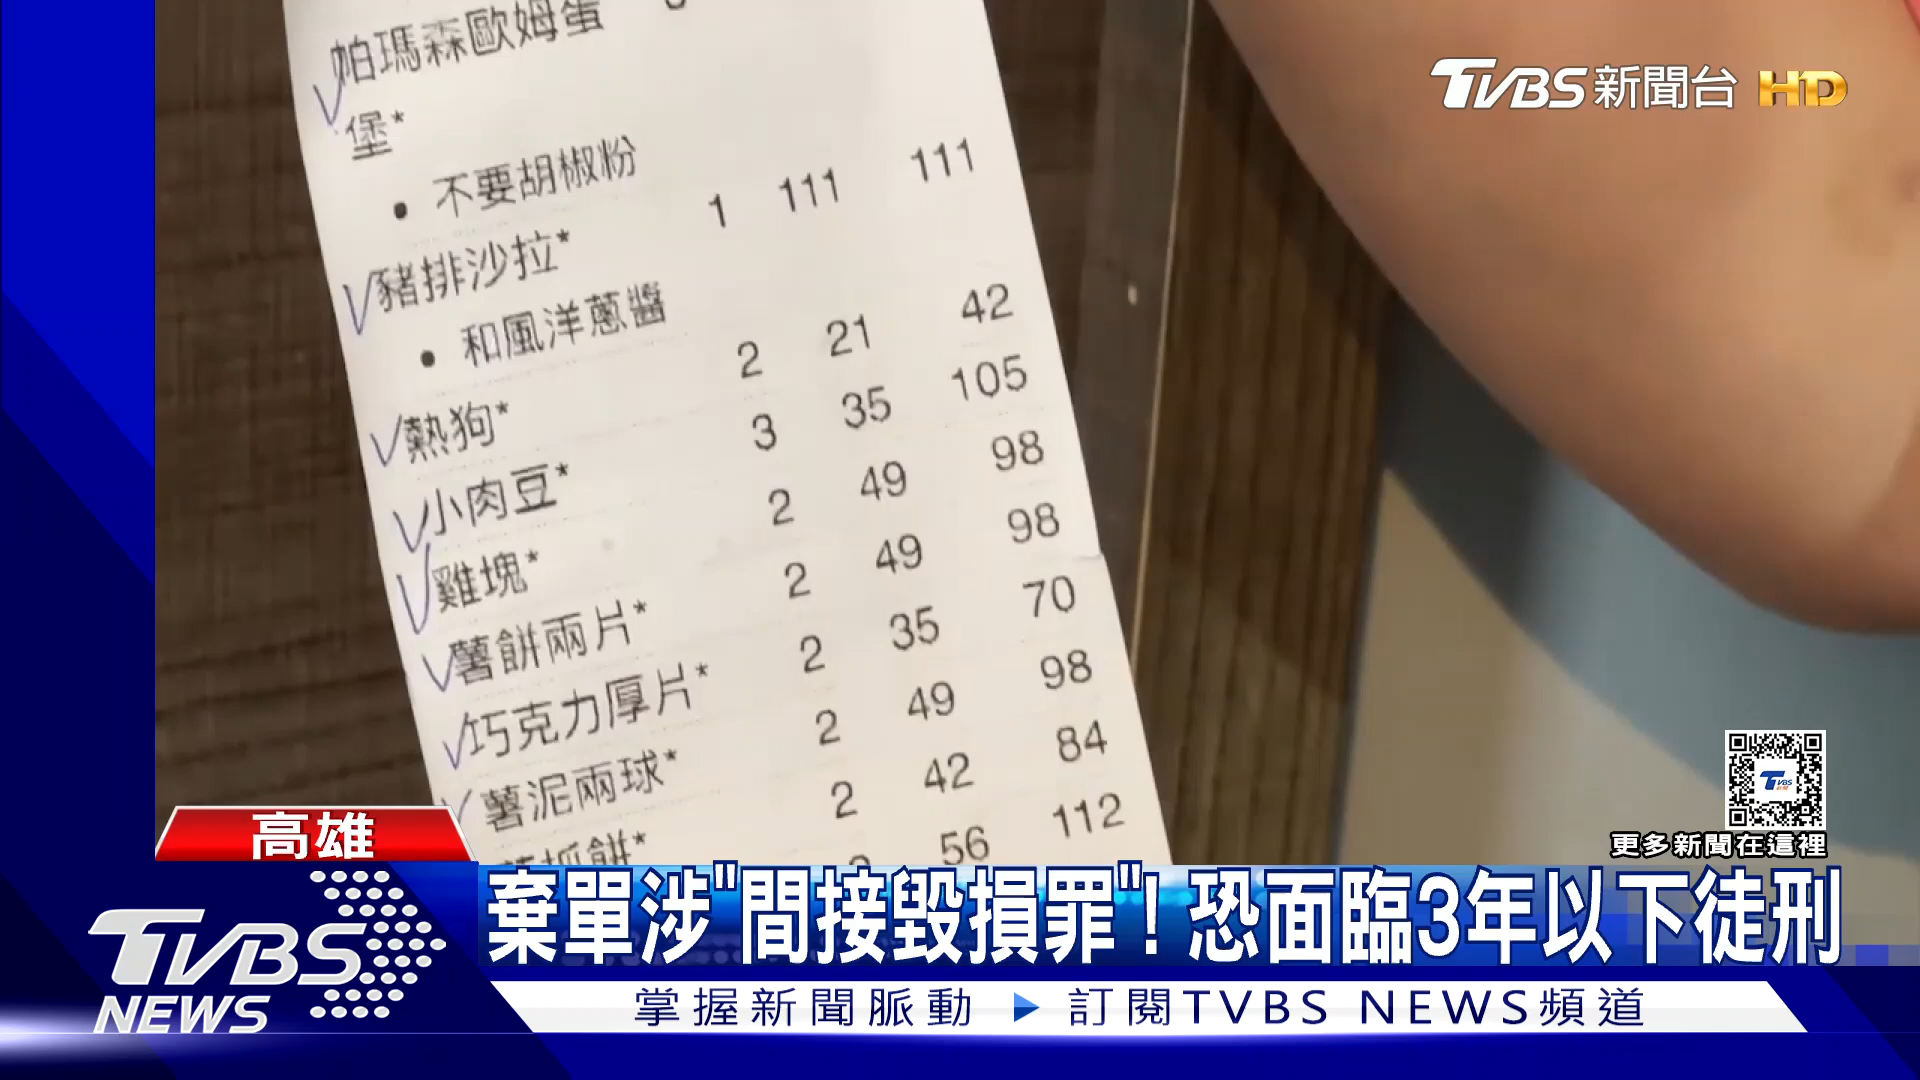 帕瑪森歐姆蛋
堡*
• 不要胡椒粉
豬排沙拉* 1 111 111
• 和風洋蔥醬
熱狗* 2 21 42
小肉豆* 3 35 105
雞塊* 2 49 98
薯餅兩片* 2 49 98
巧克力厚片* 2 35 70
薯泥兩球* 2 49 98
抓餅* 2 42 84
56 112
TVBS新聞台 HD
TVBS
更多新聞在這裡
高雄
棄單涉"間接毀損罪"! 恐面臨3年以下徒刑
TVBS NEWS
掌握新聞脈動 ▶ 訂閱TVBS NEWS頻道